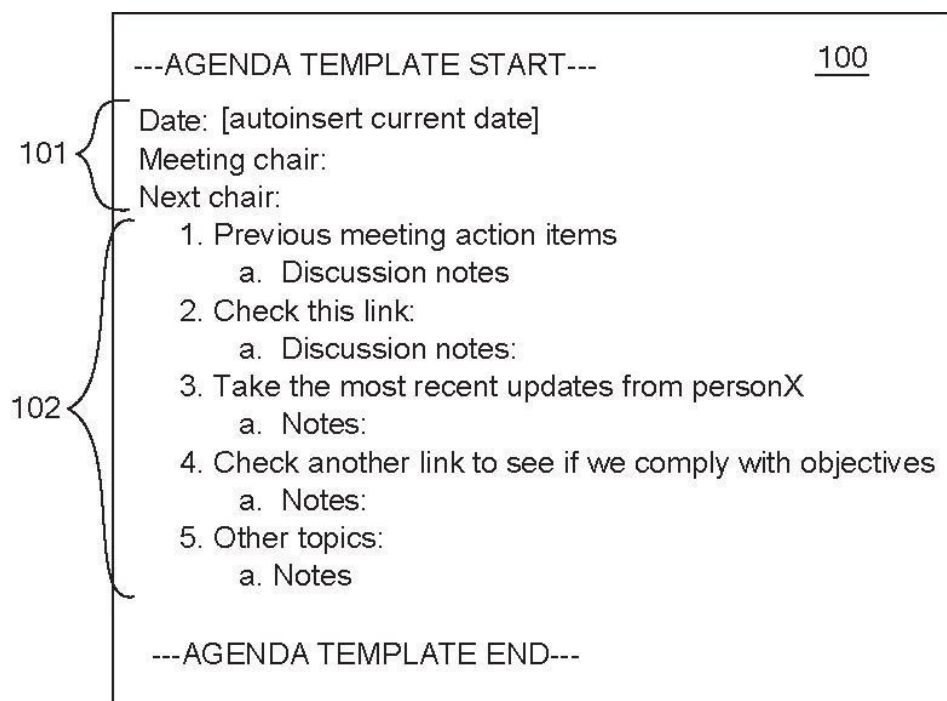 ---AGENDA TEMPLATE START---
100
Date: [autoinsert current date]
101
Meeting chair:
Next chair:
1. Previous meeting action items
a. Discussion notes
2. Check this link:
a. Discussion notes:
3. Take the most recent updates from personX
102
a. Notes:
4. Check another link to see if we comply with objectives
a. Notes:
5. Other topics:
a. Notes
---AGENDA TEMPLATE END---